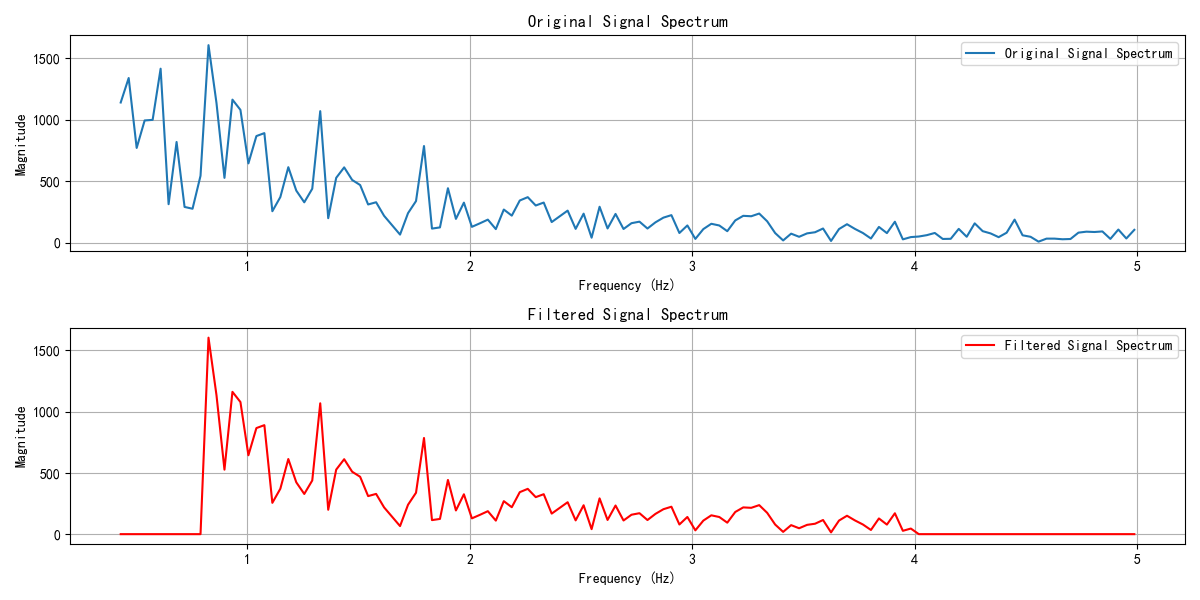 Original Signal Spectrum
Original Signal Spectrum
Magnitude
1500
1000
500
0
1 2 3 4 5
Frequency (Hz)
Filtered Signal Spectrum
Filtered Signal Spectrum
Magnitude
1500
1000
500
0
1 2 3 4 5
Frequency (Hz)